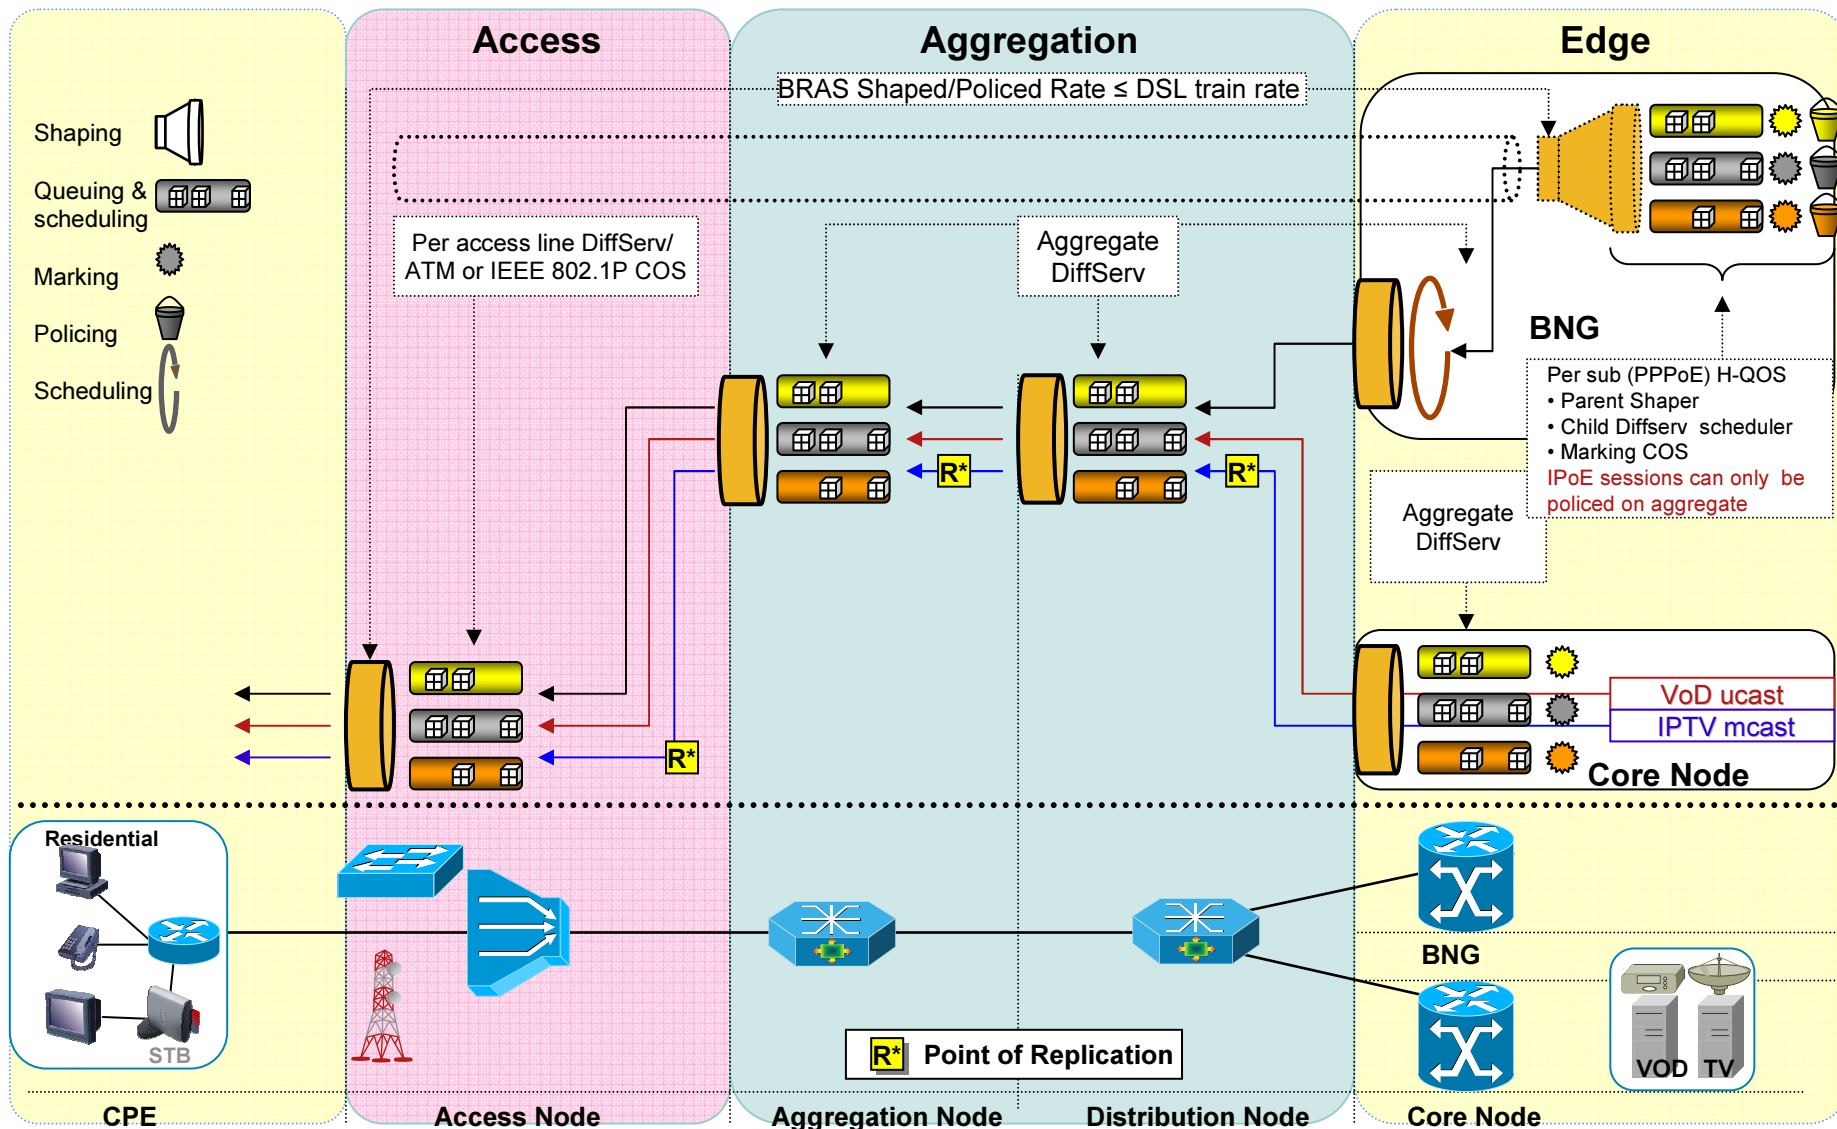 Access
Aggregation
Edge
BRAS Shaped/Policed Rate ≤ DSL train rate
Shaping
Queuing &
scheduling
Marking
Policing
Scheduling
Per access line DiffServ/
ATM or IEEE 802.1P COS
Aggregate
DiffServ
BNG
Per sub (PPPoE) H-QOS
• Parent Shaper
• Child Diffserv scheduler
• Marking COS
IPoE sessions can only be
policed on aggregate
R*
R*
Aggregate
DiffServ
R*
VoD ucast
IPTV mcast
Core Node
Residential
STB
BNG
VOD
TV
R* Point of Replication
CPE
Access Node
Aggregation Node
Distribution Node
Core Node